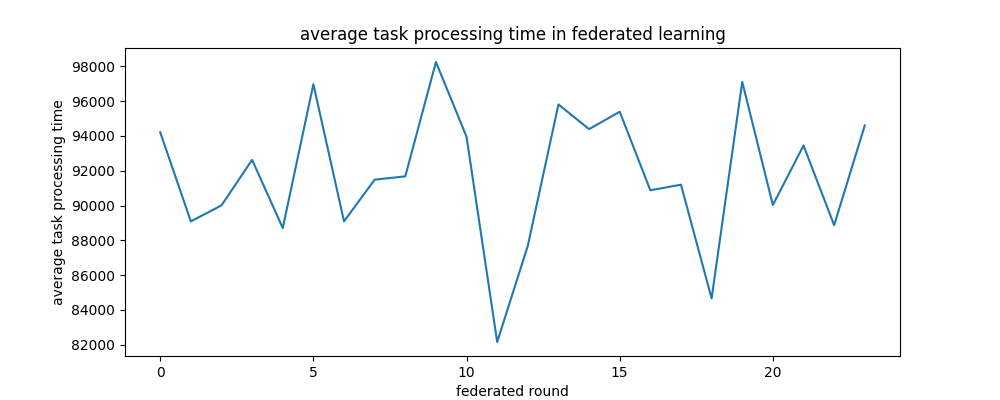 average task processing time in federated learning
average task processing time
98000
96000
94000
92000
90000
88000
86000
84000
82000
0 5 10 15 20
federated round